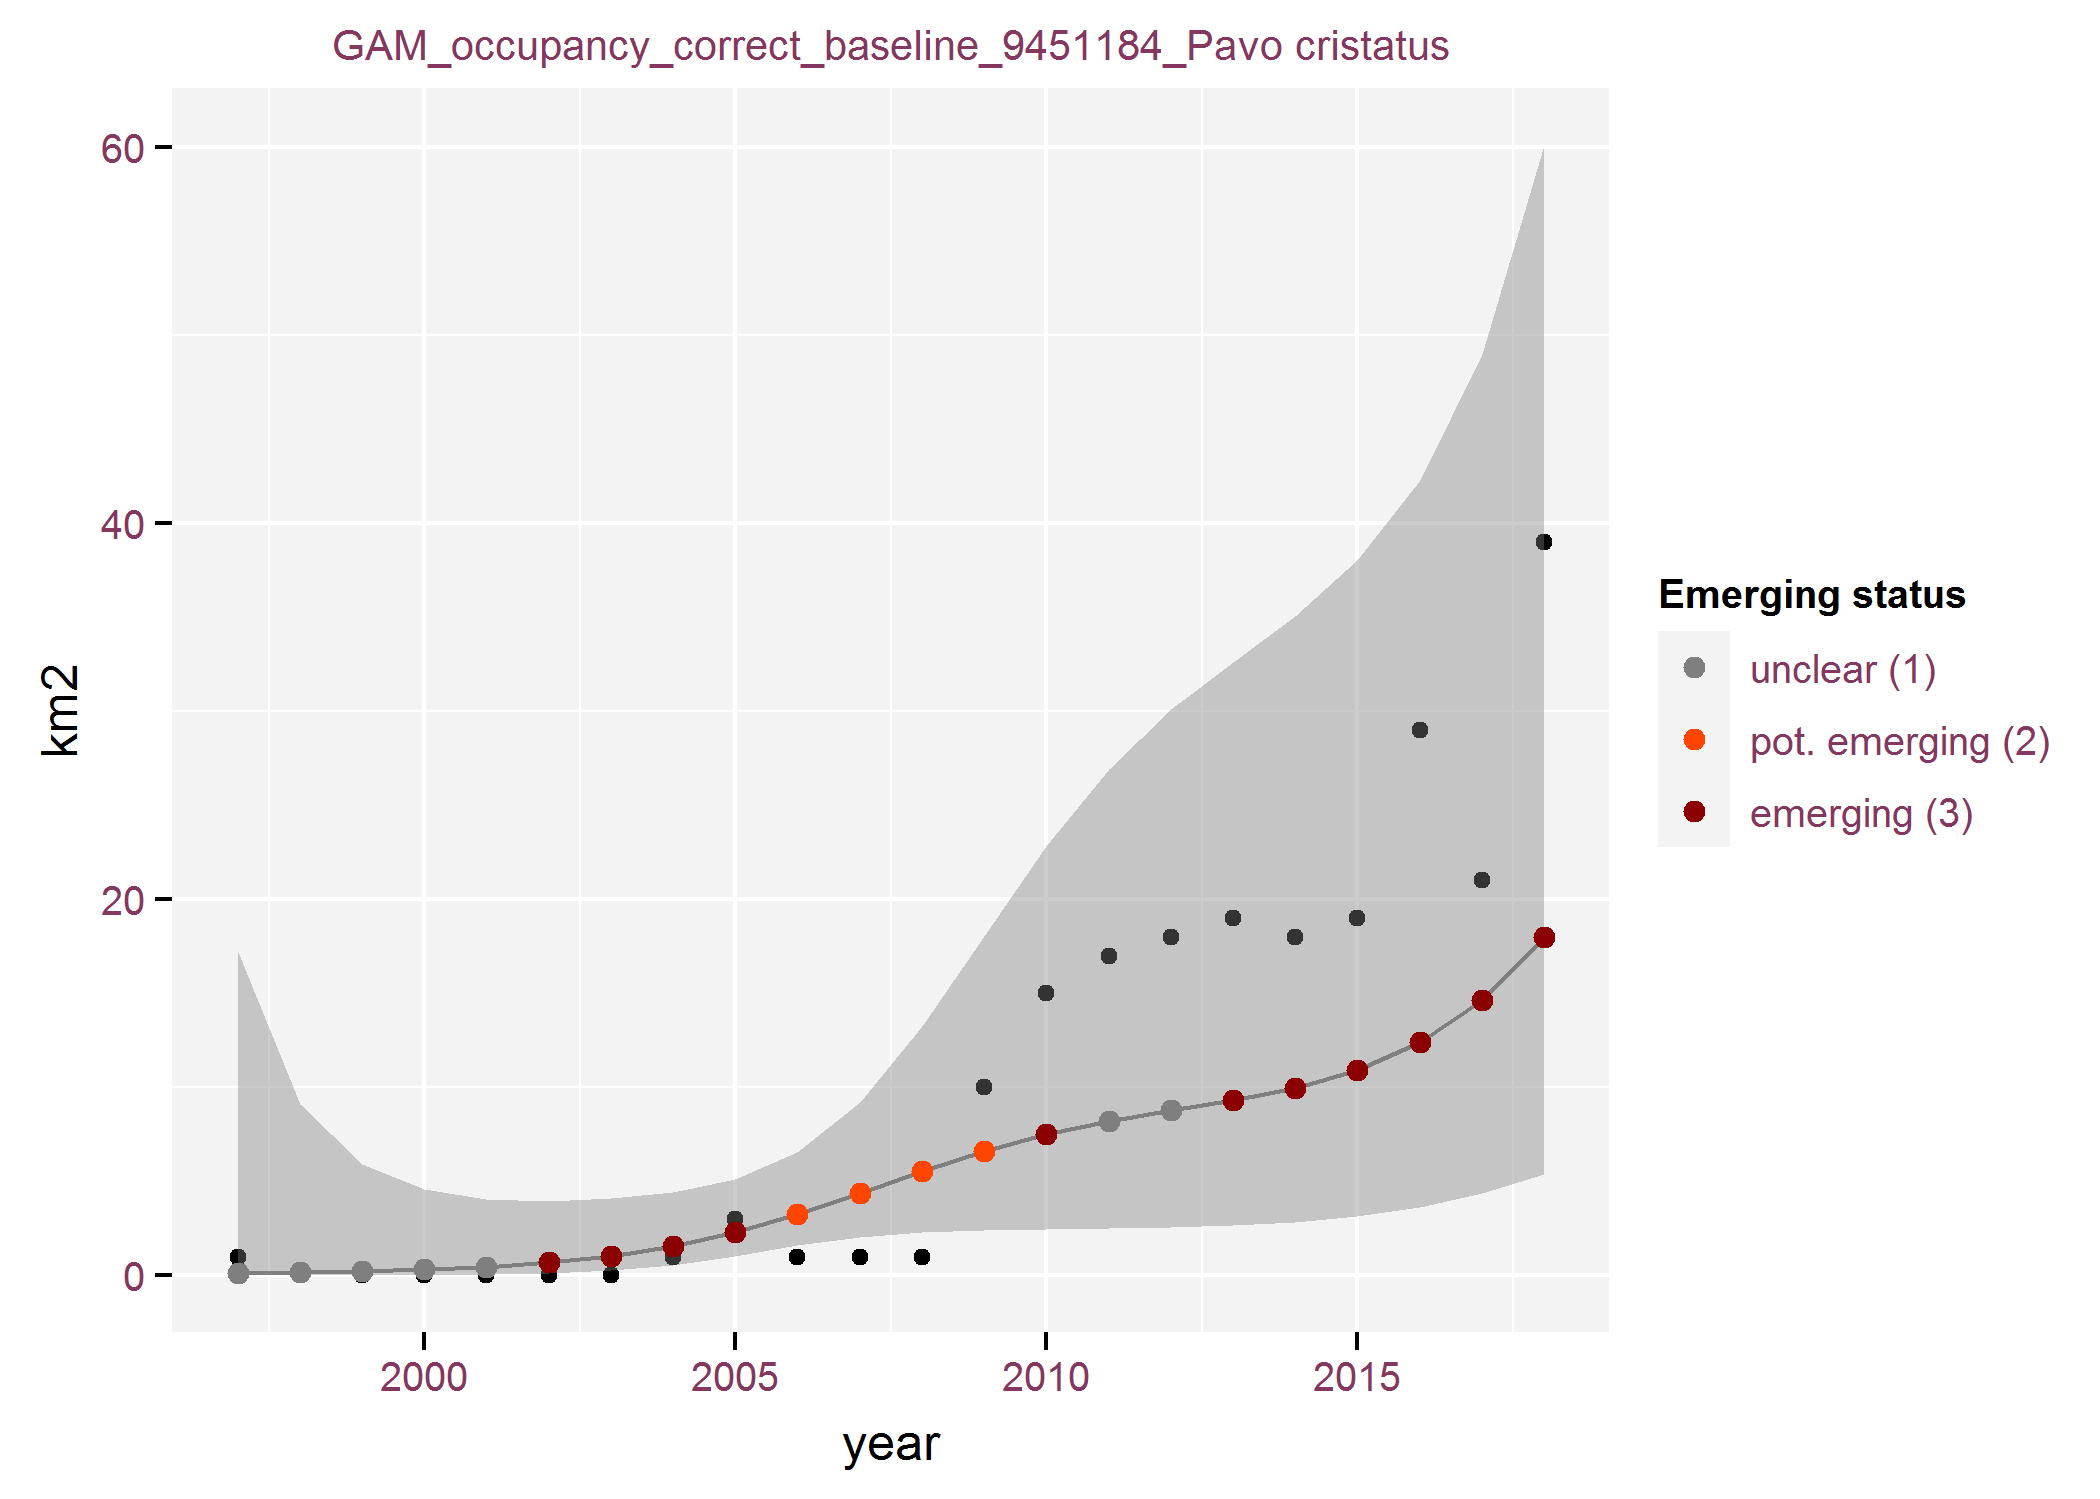 GAM_occupancy_correct_baseline_9451184_Pavo cristatus
60
40
20
0
km2
2000 2005 2010 2015
year
Emerging status
unclear (1)
pot. emerging (2)
emerging (3)